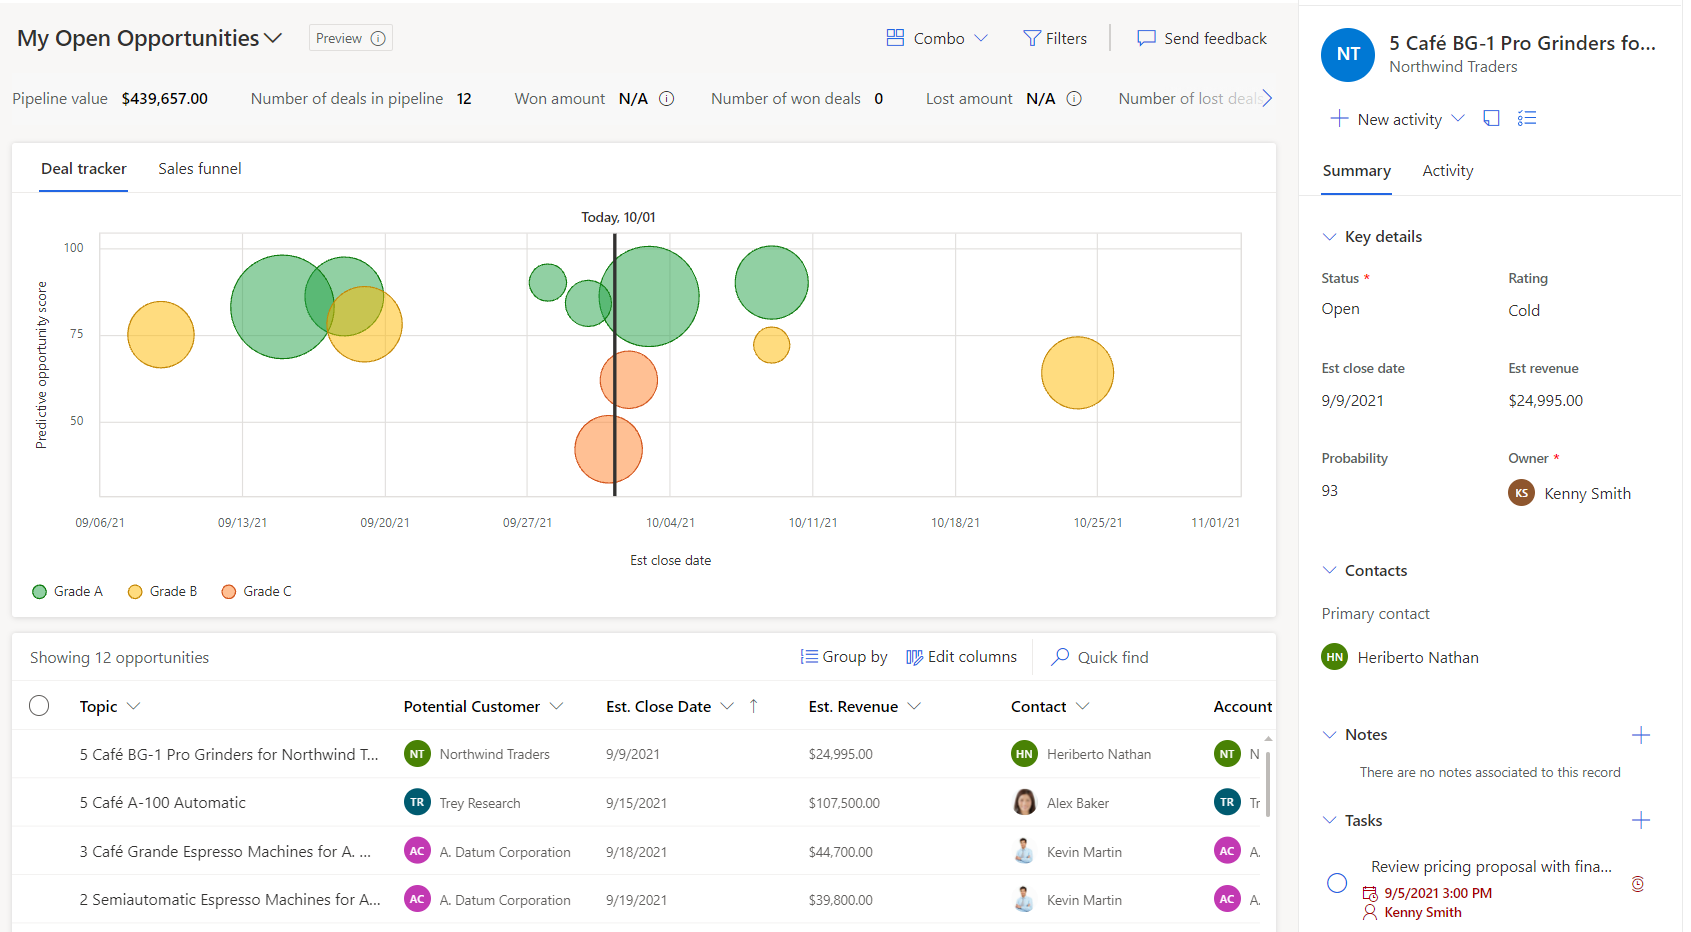 My Open Opportunities
Preview
Combo
Filters
Send feedback
Pipeline value $439,657.00
Number of deals in pipeline 12
Won amount N/A
Number of won deals 0
Lost amount N/A
Number of lost deals
Deal tracker
Sales funnel
Today, 10/01
Predictive opportunity score
100
75
50
09/06/21
09/13/21
09/20/21
09/27/21
10/04/21
10/11/21
10/18/21
10/25/21
11/01/21
Est close date
Grade A
Grade B
Grade C
Showing 12 opportunities
Group by
Edit columns
Quick find
Topic Potential Customer Est. Close Date Est. Revenue Contact Account
5 Café BG-1 Pro Grinders for Northwind T... NT Northwind Traders 9/9/2021 $24,995.00 HN Heriberto Nathan NT N
5 Café A-100 Automatic TR Trey Research 9/15/2021 $107,500.00 Alex Baker TR Tr
3 Café Grande Espresso Machines for A. ... AC A. Datum Corporation 9/18/2021 $44,700.00 Kevin Martin AC A.
2 Semiautomatic Espresso Machines for A... AC A. Datum Corporation 9/19/2021 $39,800.00 Kevin Martin AC A.
NT
5 Café BG-1 Pro Grinders fo...
Northwind Traders
New activity
Summary
Activity
Key details
Status *
Rating
Open
Cold
Est close date
Est revenue
9/9/2021
$24,995.00
Probability
Owner *
93
KS Kenny Smith
Contacts
Primary contact
HN Heriberto Nathan
Notes
There are no notes associated to this record
Tasks
Review pricing proposal with fina...
9/5/2021 3:00 PM
Kenny Smith